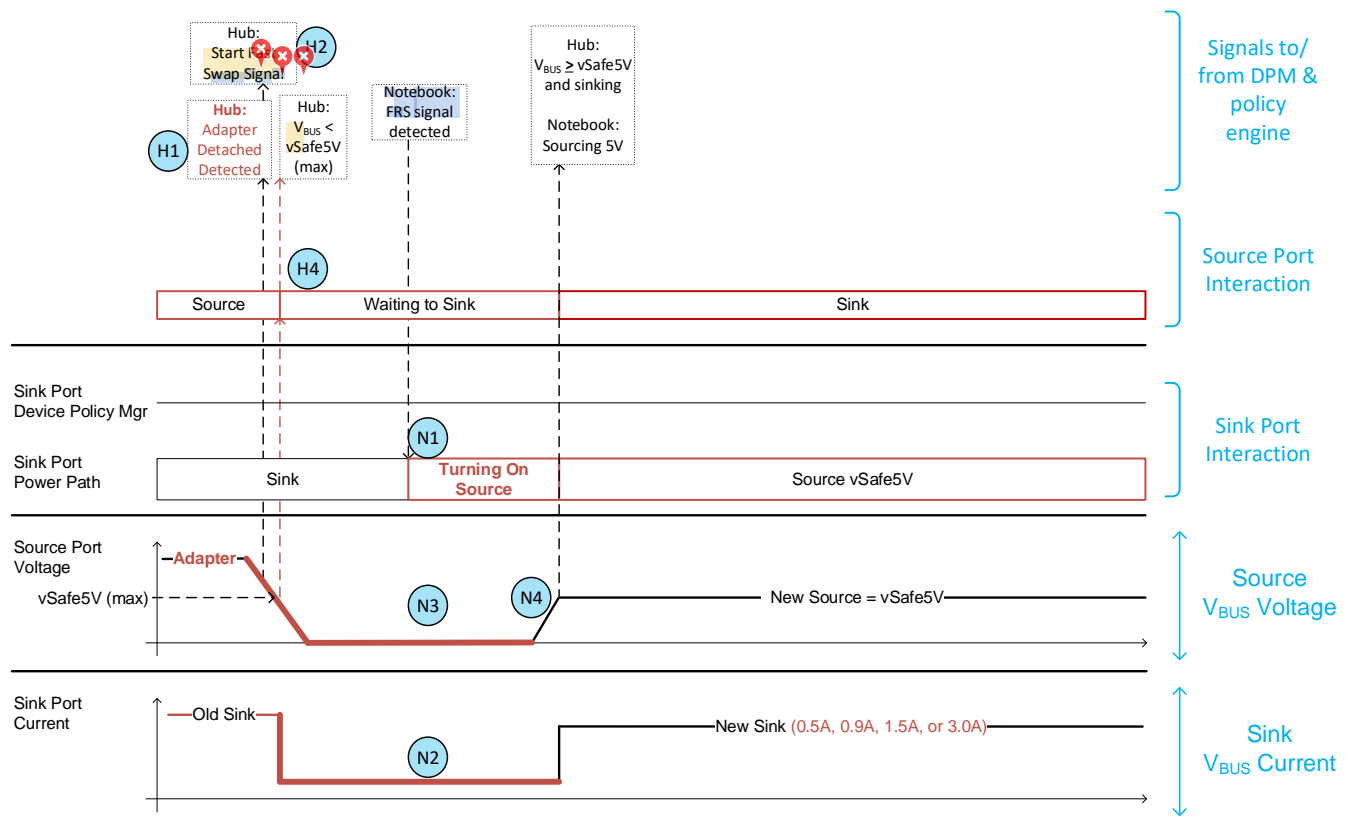 Hub:
Start Fast
Swap Signal
H2
Hub:
Adapter
Detached
Detected
H1
Hub:
VBUS <
vSafe5V
(max)
Notebook:
FRS signal
detected
Hub:
VBUS ≥ vSafe5V
and sinking
Notebook:
Sourcing 5V
Signals to/
from DPM &
policy
engine
H4
Source
Waiting to Sink
Sink
Source Port
Interaction
Sink Port
Device Policy Mgr
N1
Sink Port
Power Path
Sink
Turning On
Source
Source vSafe5V
Sink Port
Interaction
Source Port
Voltage
Adapter
vSafe5V (max)
N3
N4
New Source = vSafe5V
Source
VBUS Voltage
Sink Port
Current
Old Sink
N2
New Sink (0.5A, 0.9A, 1.5A, or 3.0A)
Sink
VBUS Current